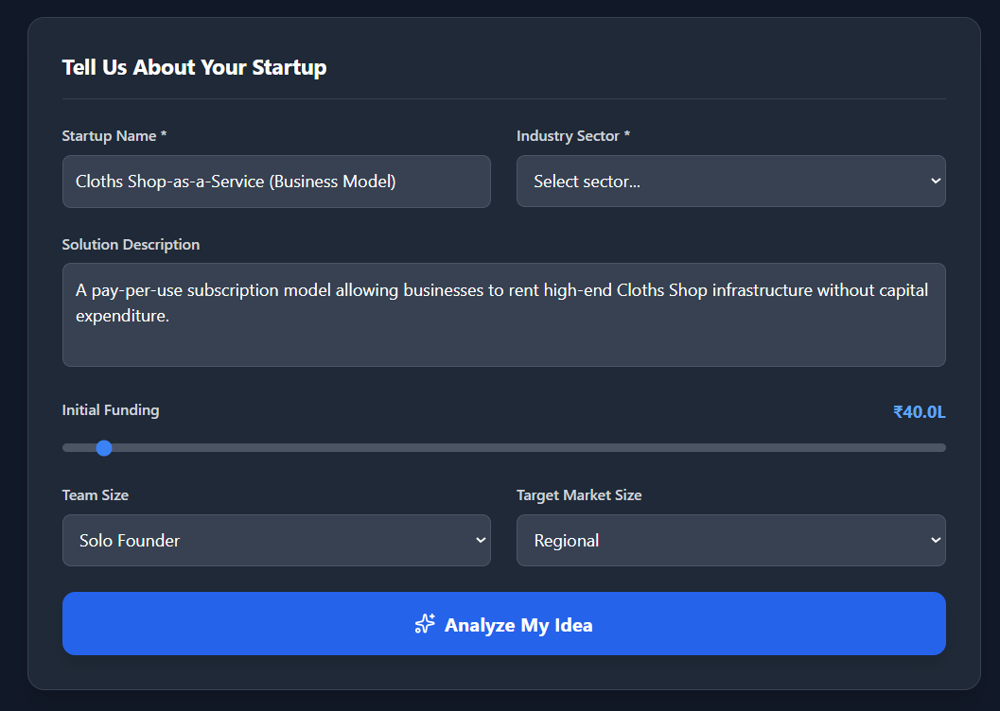 Tell Us About Your Startup
Startup Name *
Industry Sector *
Cloths Shop-as-a-Service (Business Model)
Select sector...
Solution Description
A pay-per-use subscription model allowing businesses to rent high-end Cloths Shop infrastructure without capital
expenditure.
Initial Funding
₹40.0L
Team Size
Target Market Size
Solo Founder
Regional
Analyze My Idea